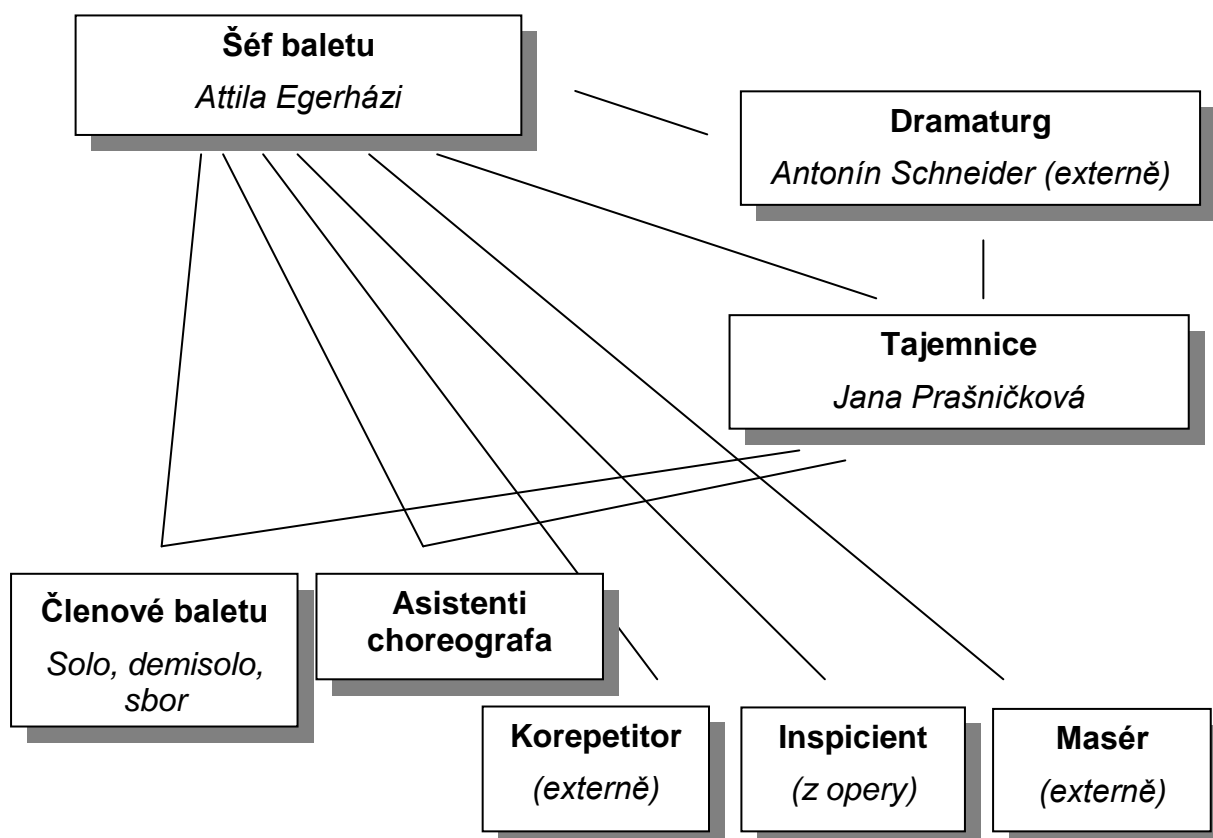 Šéf baletu
Attila Egerházi
Dramaturg
Antonín Schneider (externě)
Tajemnice
Jana Prašničková
Členové baletu
Solo, demisolo,
sbor
Asistenti
choreografa
Korepetitor
(externě)
Inspicient
(z opery)
Masér
(externě)